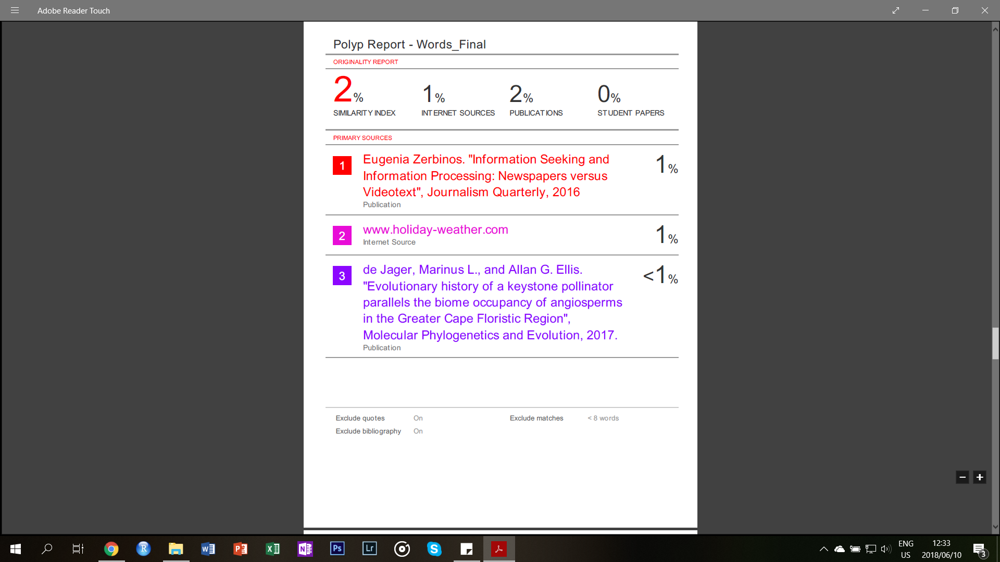 Adobe Reader Touch
Polyp Report - Words_Final
ORIGINALITY REPORT
2%
1%
2%
0%
SIMILARITY INDEX
INTERNET SOURCES
PUBLICATIONS
STUDENT PAPERS
PRIMARY SOURCES
1
Eugenia Zerbinos. "Information Seeking and
Information Processing: Newspapers versus
Videotext", Journalism Quarterly, 2016
Publication
1%
2
www.holiday-weather.com
Internet Source
1%
3
de Jager, Marinus L., and Allan G. Ellis.
"Evolutionary history of a keystone pollinator
parallels the biome occupancy of angiosperms
in the Greater Cape Floristic Region",
Molecular Phylogenetics and Evolution, 2017.
Publication
<1%
Exclude quotes On
Exclude matches < 8 words
Exclude bibliography On
R
W
P
X
N
Ps
Lr
S
ENG
US
12:33
2018/06/10
3